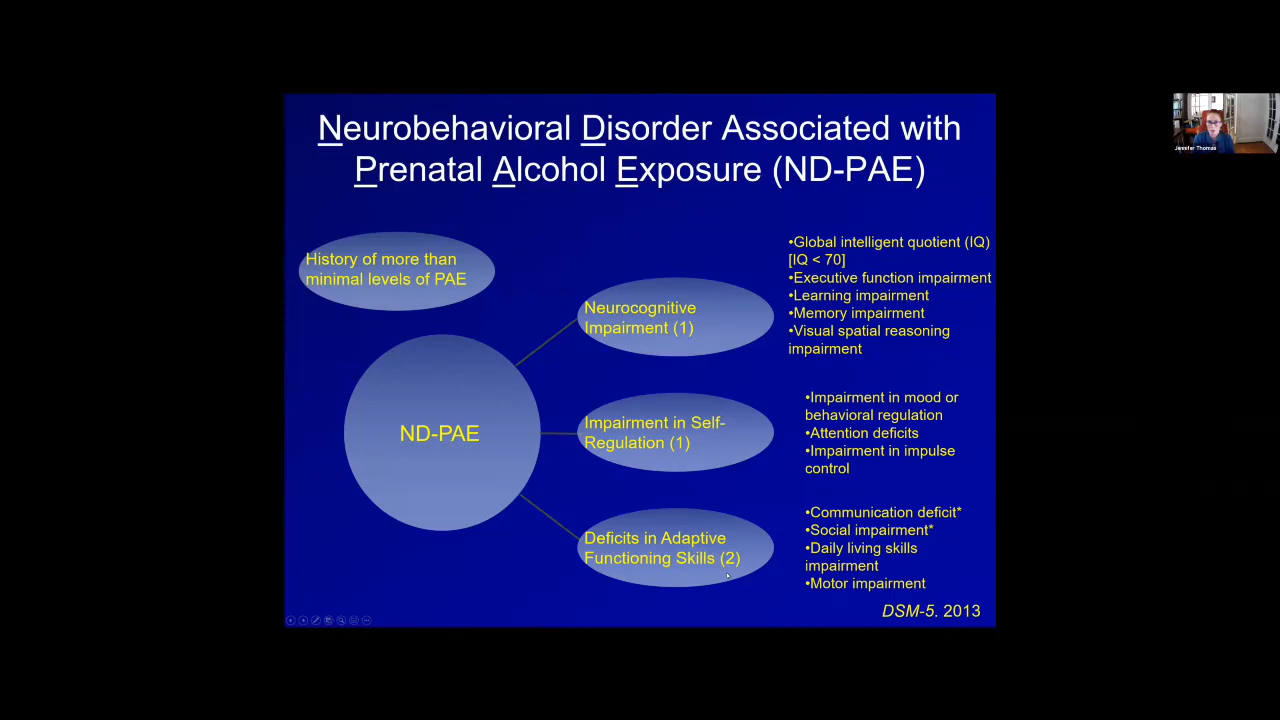 Neurobehavioral Disorder Associated with
Prenatal Alcohol Exposure (ND-PAE)
History of more than
minimal levels of PAE
ND-PAE
Neurocognitive
Impairment (1)
•Global intelligent quotient (IQ)
[IQ < 70]
•Executive function impairment
•Learning impairment
•Memory impairment
•Visual spatial reasoning
impairment
Impairment in Self-
Regulation (1)
•Impairment in mood or
behavioral regulation
•Attention deficits
•Impairment in impulse
control
Deficits in Adaptive
Functioning Skills (2)
•Communication deficit*
•Social impairment*
•Daily living skills
impairment
•Motor impairment
DSM-5. 2013
Jennifer Thomas